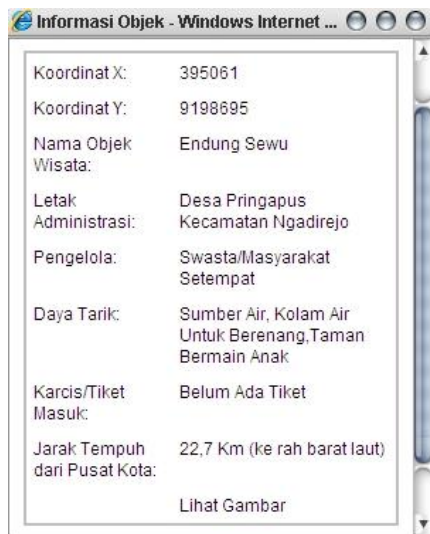 Informasi Objek - Windows Internet ...
Koordinat X: 395061
Koordinat Y: 9198695
Nama Objek Wisata: Endung Sewu
Letak Administrasi: Desa Pringapus
Kecamatan Ngadirejo
Pengelola: Swasta/Masyarakat
Setempat
Daya Tarik: Sumber Air, Kolam Air
Untuk Berenang,Taman
Bermain Anak
Karcis/Tiket Masuk: Belum Ada Tiket
Jarak Tempuh dari Pusat Kota: 22,7 Km (ke rah barat laut)
Lihat Gambar